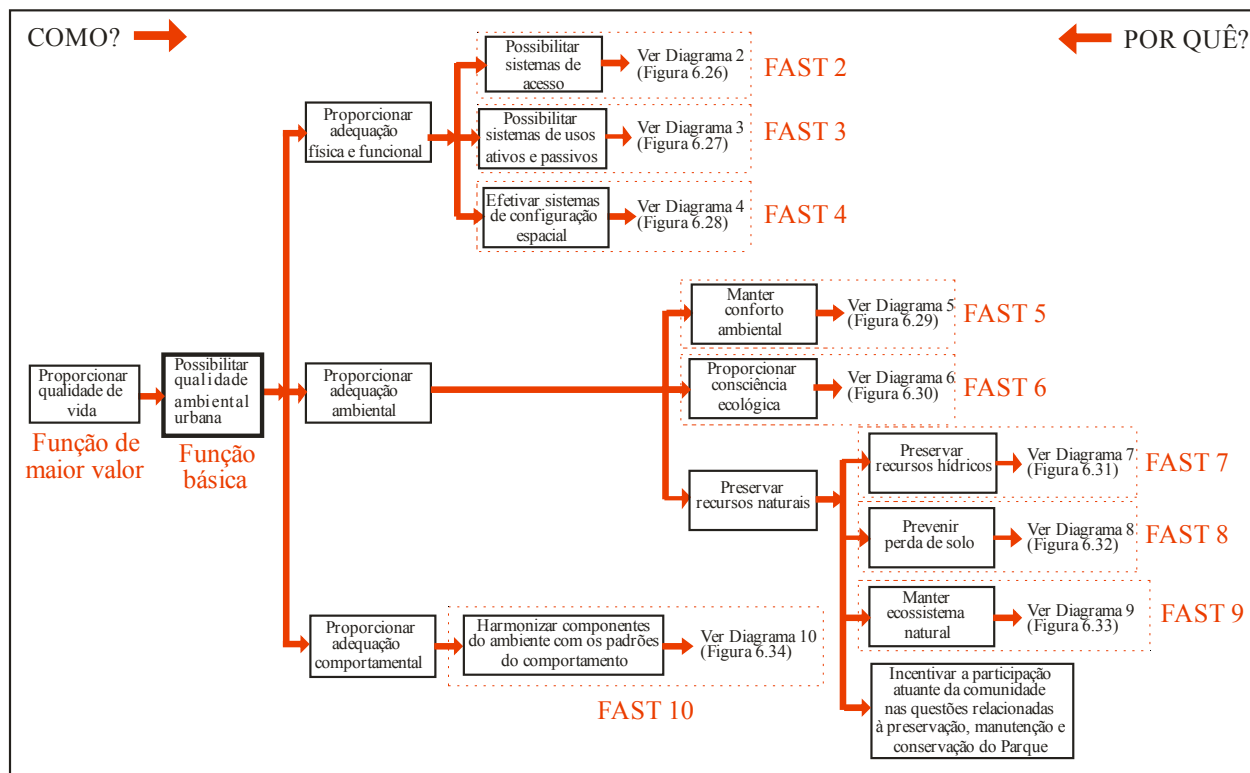 COMO?
POR QUÊ?
Possibilitar
sistemas de
acesso
Ver Diagrama 2
(Figura 6.26)
FAST 2
Proporcionar
adequação
física e funcional
Possibilitar
sistemas de usos
ativos e passivos
Ver Diagrama 3
(Figura 6.27)
FAST 3
Efetivar sistemas
de configuração
espacial
Ver Diagrama 4
(Figura 6.28)
FAST 4
Manter
conforto
ambiental
Ver Diagrama 5
(Figura 6.29)
FAST 5
Proporcionar
qualidade de
vida
Função de
maior valor
Possibilitar
qualidade
ambiental
urbana
Função
básica
Proporcionar
adequação
ambiental
Proporcionar
consciência
ecológica
Ver Diagrama 6
(Figura 6.30)
FAST 6
Preservar
recursos naturais
Preservar
recursos hídricos
Ver Diagrama 7
(Figura 6.31)
FAST 7
Prevenir
perda de solo
Ver Diagrama 8
(Figura 6.32)
FAST 8
Manter
ecossistema
natural
Ver Diagrama 9
(Figura 6.33)
FAST 9
Proporcionar
adequação
comportamental
Harmonizar componentes
do ambiente com os padrões
do comportamento
Ver Diagrama 10
(Figura 6.34)
FAST 10
Incentivar a participação
atuante da comunidade
nas questões relacionadas
à preservação, manutenção e
conservação do Parque